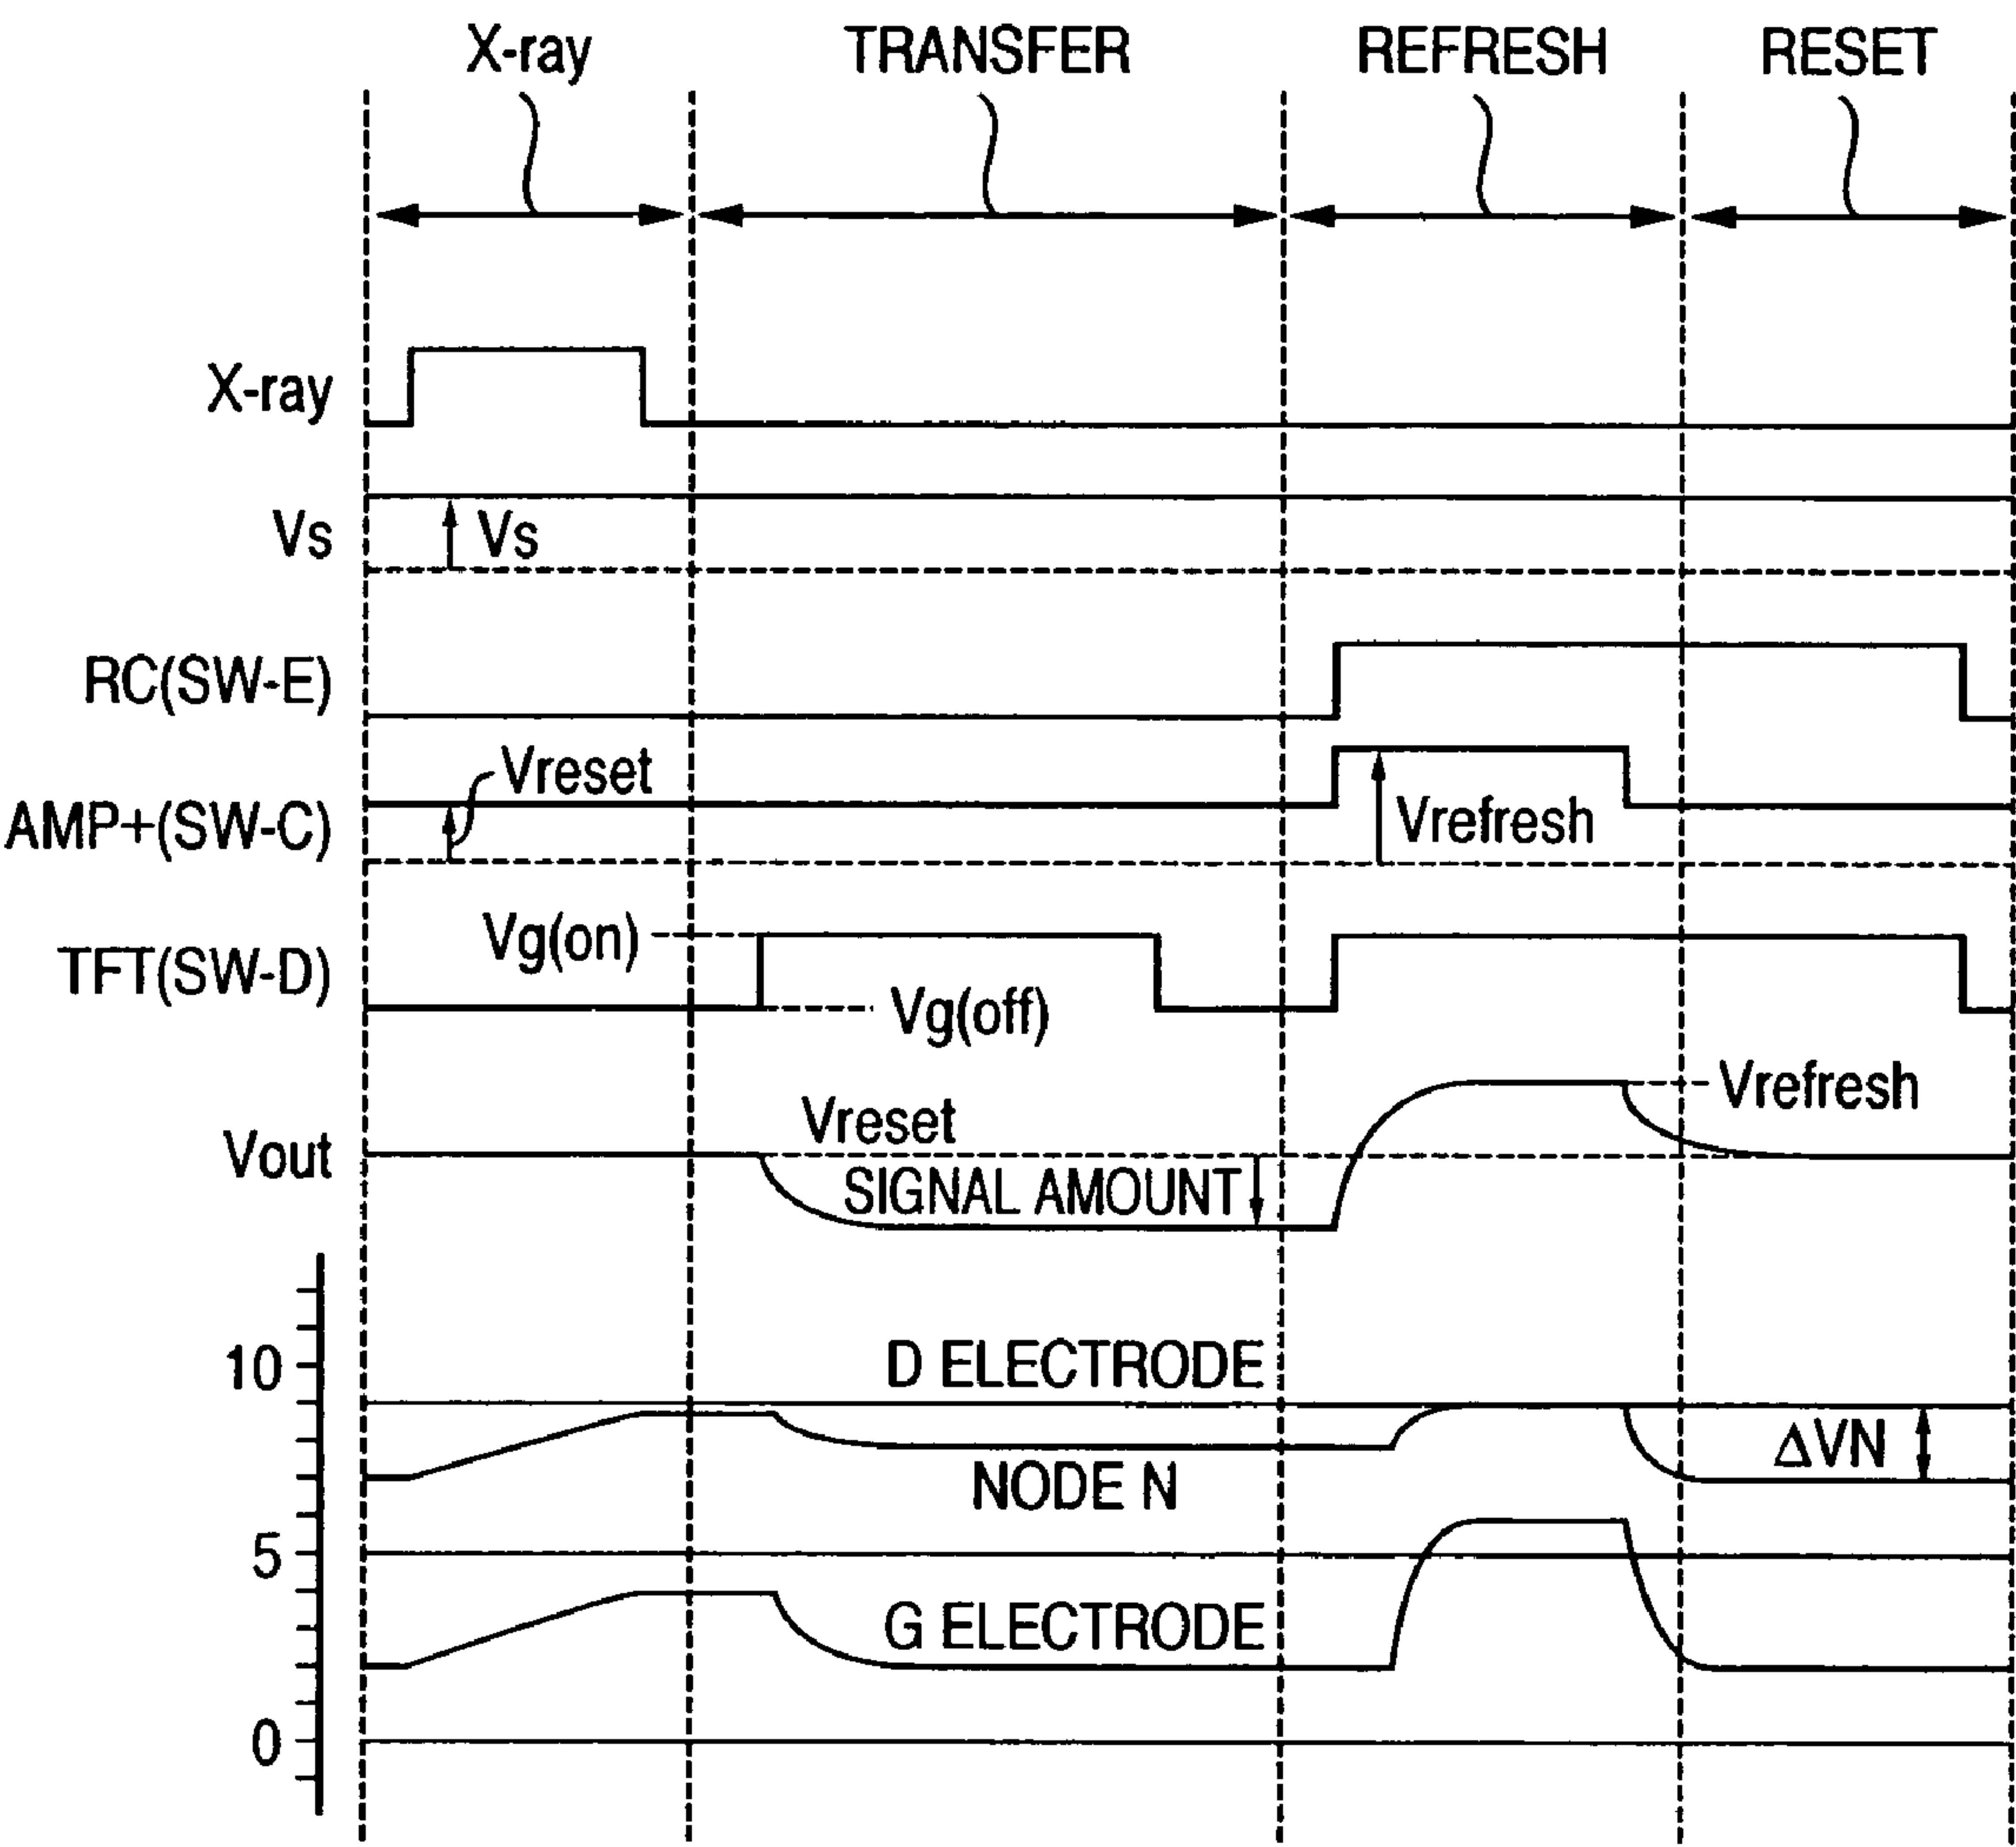 X-ray TRANSFER REFRESH RESET
X-ray
Vs Vs
RC(SW-E)
Vreset
AMP+(SW-C) Vrefresh
Vg(on)
TFT(SW-D)
Vg(off)
Vrefresh
Vreset
Vout
SIGNAL AMOUNT
10 D ELECTRODE
ΔVN
NODE N
5
G ELECTRODE
0